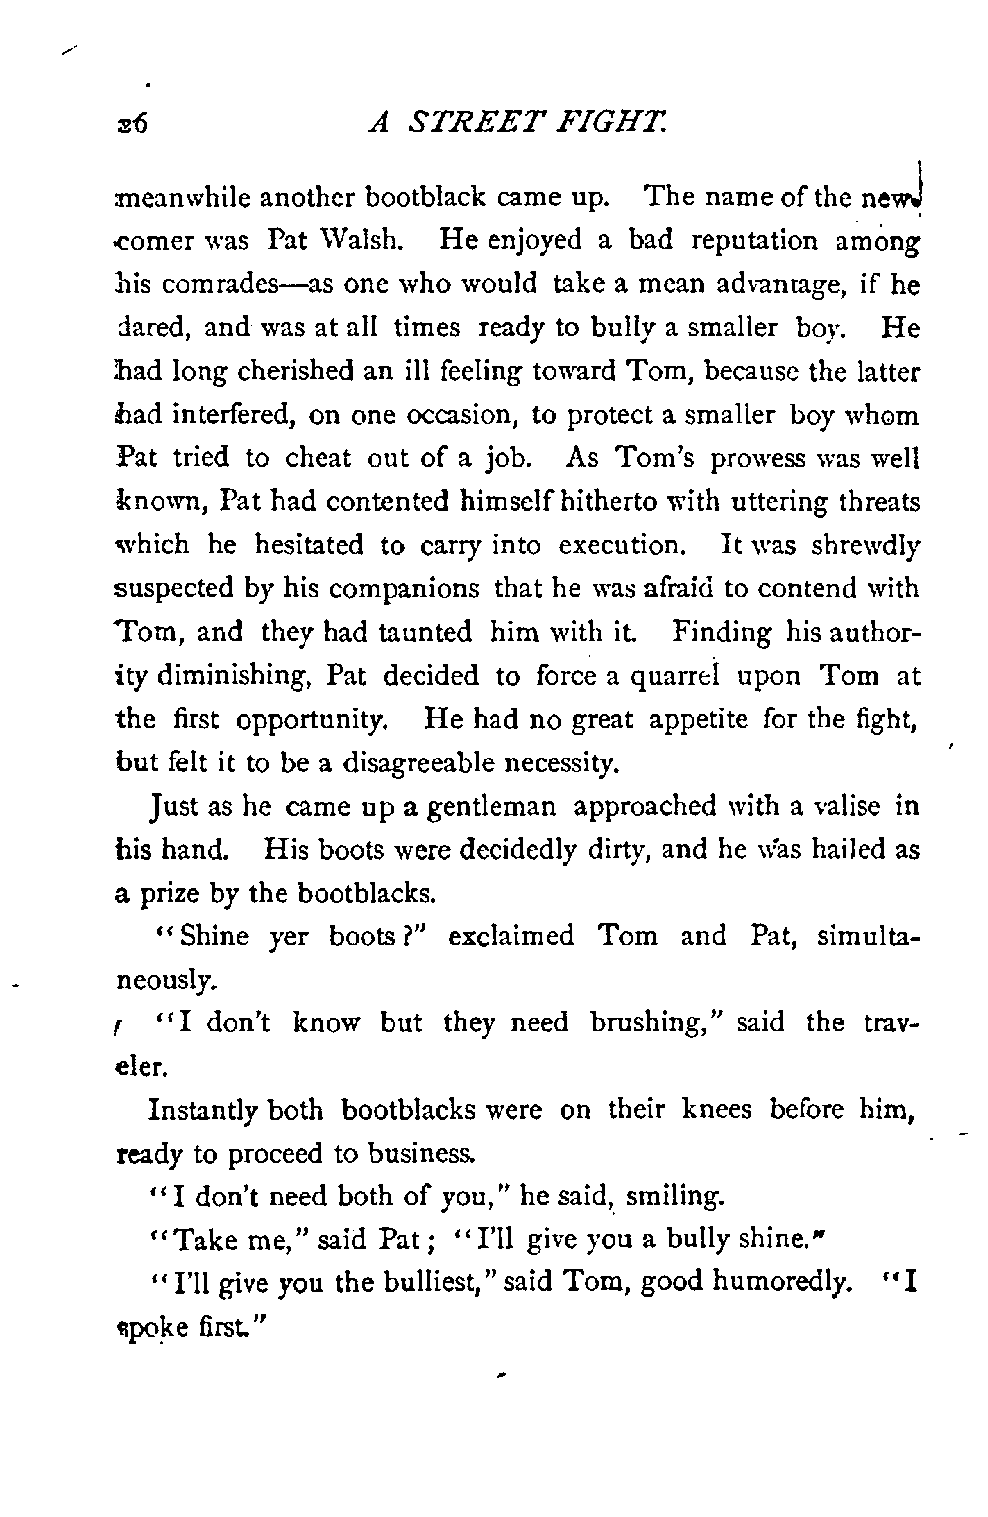 26 A STREET FIGHT.
meanwhile another bootblack came up. The name of the new-
comer was Pat Walsh. He enjoyed a bad reputation among
his comrades—as one who would take a mean advantage, if he
dared, and was at all times ready to bully a smaller boy. He
had long cherished an ill feeling toward Tom, because the latter
had interfered, on one occasion, to protect a smaller boy whom
Pat tried to cheat out of a job. As Tom's prowess was well
known, Pat had contented himself hitherto with uttering threats
which he hesitated to carry into execution. It was shrewdly
suspected by his companions that he was afraid to contend with
Tom, and they had taunted him with it. Finding his author-
ity diminishing, Pat decided to force a quarrel upon Tom at
the first opportunity. He had no great appetite for the fight,
but felt it to be a disagreeable necessity.
Just as he came up a gentleman approached with a valise in
his hand. His boots were decidedly dirty, and he was hailed as
a prize by the bootblacks.
"Shine yer boots?" exclaimed Tom and Pat, simulta-
neously.
"I don't know but they need brushing," said the trav-
eler.
Instantly both bootblacks were on their knees before him,
ready to proceed to business.
"I don't need both of you," he said, smiling.
"Take me," said Pat; "I'll give you a bully shine."
"I'll give you the bulliest," said Tom, good humoredly. "I
spoke first."